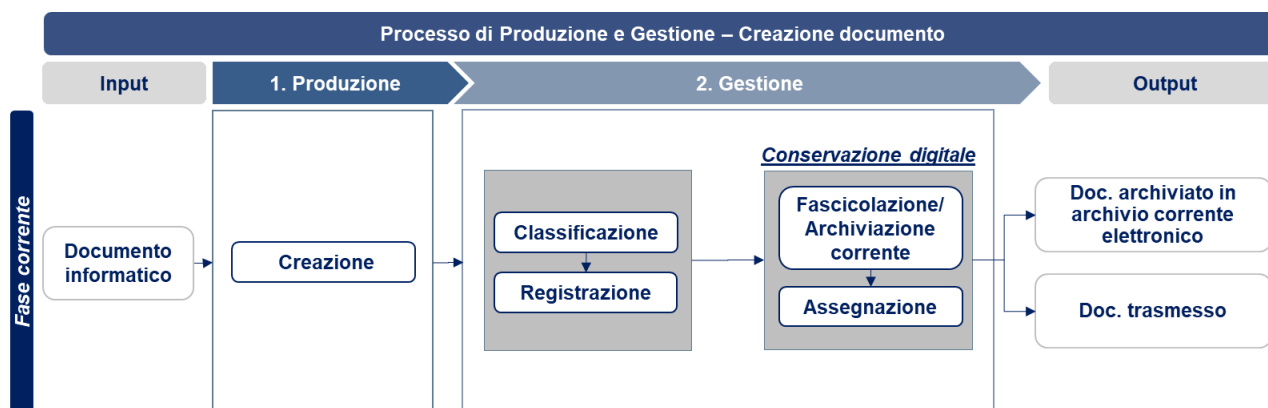 Processo di Produzione e Gestione – Creazione documento
Input
1. Produzione
2. Gestione
Output
Fase corrente
Documento
informatico
Creazione
Classificazione
Registrazione
Conservazione digitale
Fascicolazione/
Archiviazione
corrente
Assegnazione
Doc. archiviato in
archivio corrente
elettronico
Doc. trasmesso